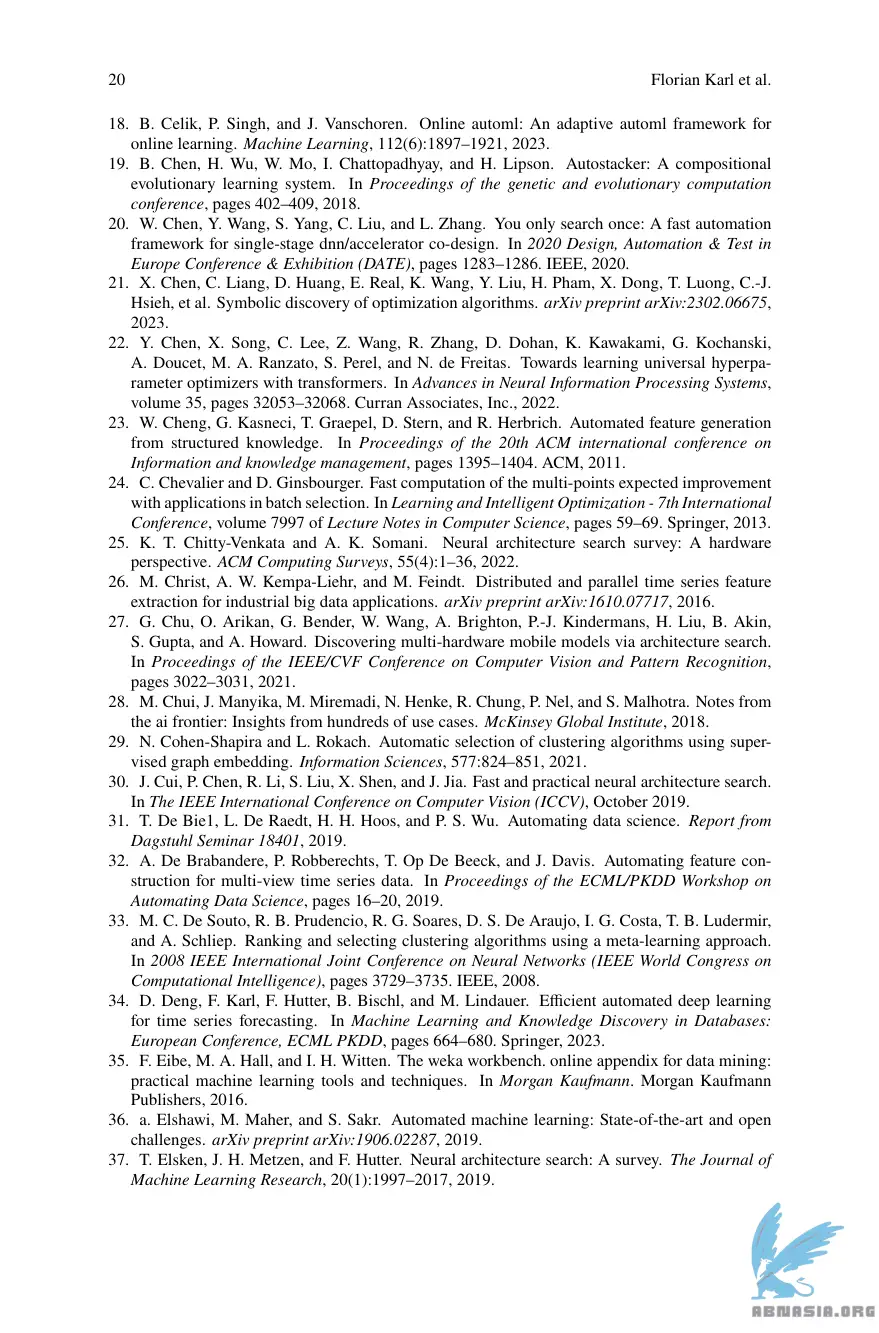 20 Florian Karl et al.
18. B. Celik, P. Singh, and J. Vanschoren. Online automl: An adaptive automl framework for
online learning. Machine Learning, 112(6):1897–1921, 2023.
19. B. Chen, H. Wu, W. Mo, I. Chattopadhyay, and H. Lipson. Autostacker: A compositional
evolutionary learning system. In Proceedings of the genetic and evolutionary computation
conference, pages 402–409, 2018.
20. W. Chen, Y. Wang, S. Yang, C. Liu, and L. Zhang. You only search once: A fast automation
framework for single-stage dnn/accelerator co-design. In 2020 Design, Automation & Test in
Europe Conference & Exhibition (DATE), pages 1283–1286. IEEE, 2020.
21. X. Chen, C. Liang, D. Huang, E. Real, K. Wang, Y. Liu, H. Pham, X. Dong, T. Luong, C.-J.
Hsieh, et al. Symbolic discovery of optimization algorithms. arXiv preprint arXiv:2302.06675,
2023.
22. Y. Chen, X. Song, C. Lee, Z. Wang, R. Zhang, D. Dohan, K. Kawakami, G. Kochanski,
A. Doucet, M. A. Ranzato, S. Perel, and N. de Freitas. Towards learning universal hyperpa-
rameter optimizers with transformers. In Advances in Neural Information Processing Systems,
volume 35, pages 32053–32068. Curran Associates, Inc., 2022.
23. W. Cheng, G. Kasneci, T. Graepel, D. Stern, and R. Herbrich. Automated feature generation
from structured knowledge. In Proceedings of the 20th ACM international conference on
Information and knowledge management, pages 1395–1404. ACM, 2011.
24. C. Chevalier and D. Ginsbourger. Fast computation of the multi-points expected improvement
with applications in batch selection. In Learning and Intelligent Optimization - 7th International
Conference, volume 7997 of Lecture Notes in Computer Science, pages 59–69. Springer, 2013.
25. K. T. Chitty-Venkata and A. K. Somani. Neural architecture search survey: A hardware
perspective. ACM Computing Surveys, 55(4):1–36, 2022.
26. M. Christ, A. W. Kempa-Liehr, and M. Feindt. Distributed and parallel time series feature
extraction for industrial big data applications. arXiv preprint arXiv:1610.07717, 2016.
27. G. Chu, O. Arikan, G. Bender, W. Wang, A. Brighton, P.-J. Kindermans, H. Liu, B. Akin,
S. Gupta, and A. Howard. Discovering multi-hardware mobile models via architecture search.
In Proceedings of the IEEE/CVF Conference on Computer Vision and Pattern Recognition,
pages 3022–3031, 2021.
28. M. Chui, J. Manyika, M. Miremadi, N. Henke, R. Chung, P. Nel, and S. Malhotra. Notes from
the ai frontier: Insights from hundreds of use cases. McKinsey Global Institute, 2018.
29. N. Cohen-Shapira and L. Rokach. Automatic selection of clustering algorithms using super-
vised graph embedding. Information Sciences, 577:824–851, 2021.
30. J. Cui, P. Chen, R. Li, S. Liu, X. Shen, and J. Jia. Fast and practical neural architecture search.
In The IEEE International Conference on Computer Vision (ICCV), October 2019.
31. T. De Bie1, L. De Raedt, H. H. Hoos, and P. S. Wu. Automating data science. Report from
Dagstuhl Seminar 18401, 2019.
32. A. De Brabandere, P. Robberechts, T. Op De Beeck, and J. Davis. Automating feature con-
struction for multi-view time series data. In Proceedings of the ECML/PKDD Workshop on
Automating Data Science, pages 16–20, 2019.
33. M. C. De Souto, R. B. Prudencio, R. G. Soares, D. S. De Araujo, I. G. Costa, T. B. Ludermir,
and A. Schliep. Ranking and selecting clustering algorithms using a meta-learning approach.
In 2008 IEEE International Joint Conference on Neural Networks (IEEE World Congress on
Computational Intelligence), pages 3729–3735. IEEE, 2008.
34. D. Deng, F. Karl, F. Hutter, B. Bischl, and M. Lindauer. Efficient automated deep learning
for time series forecasting. In Machine Learning and Knowledge Discovery in Databases:
European Conference, ECML PKDD, pages 664–680. Springer, 2023.
35. F. Eibe, M. A. Hall, and I. H. Witten. The weka workbench. online appendix for data mining:
practical machine learning tools and techniques. In Morgan Kaufmann. Morgan Kaufmann
Publishers, 2016.
36. a. Elshawi, M. Maher, and S. Sakr. Automated machine learning: State-of-the-art and open
challenges. arXiv preprint arXiv:1906.02287, 2019.
37. T. Elsken, J. H. Metzen, and F. Hutter. Neural architecture search: A survey. The Journal of
Machine Learning Research, 20(1):1997–2017, 2019.
ABNASIA.ORG